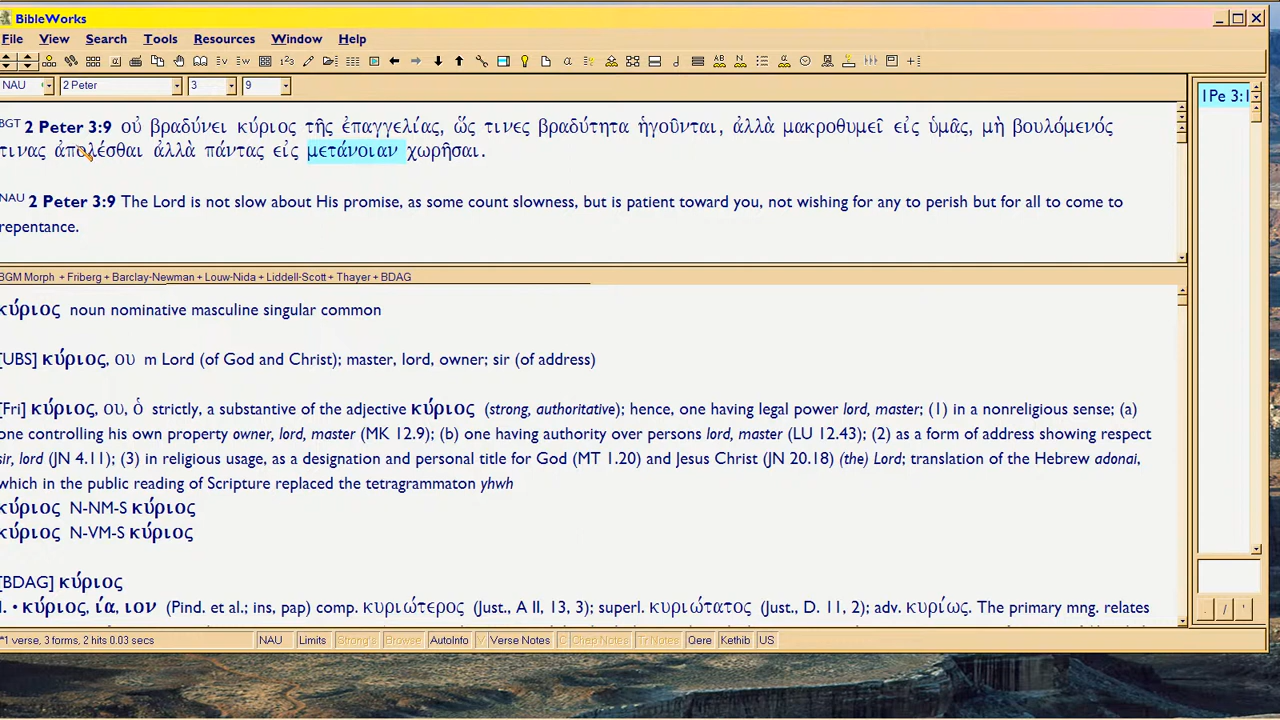 BibleWorks
File View Search Tools Resources Window Help
NAU 2 Peter 3 9
1Pe 3:1
BGT 2 Peter 3:9 οὐ βραδύνει κύριος τῆς ἐπαγγελίας, ὥς τινες βραδύτητα ἡγοῦνται, ἀλλὰ μακροθυμεῖ εἰς ὑμᾶς, μὴ βουλόμενός
τινας ἀπολέσθαι ἀλλὰ πάντας εἰς μετάνοιαν χωρῆσαι.
NAU 2 Peter 3:9 The Lord is not slow about His promise, as some count slowness, but is patient toward you, not wishing for any to perish but for all to come to
repentance.
BGM Morph + Friberg + Barclay-Newman + Louw-Nida + Liddell-Scott + Thayer + BDAG
κύριος noun nominative masculine singular common
[UBS] κύριος, ου m Lord (of God and Christ); master, lord, owner; sir (of address)
[Fri] κύριος, ου, ὁ strictly, a substantive of the adjective κύριος (strong, authoritative); hence, one having legal power lord, master; (1) in a nonreligious sense; (a)
one controlling his own property owner, lord, master (MK 12.9); (b) one having authority over persons lord, master (LU 12.43); (2) as a form of address showing respect
sir, lord (JN 4.11); (3) in religious usage, as a designation and personal title for God (MT 1.20) and Jesus Christ (JN 20.18) (the) Lord; translation of the Hebrew adonai,
which in the public reading of Scripture replaced the tetragrammaton yhwh
κύριος N-NM-S κύριος
κύριος N-VM-S κύριος
[BDAG] κύριος
I. • κύριος, ία, ιον (Pind. et al.; ins, pap) comp. κυριώτερος (Just., A II, 13, 3); superl. κυριώτατος (Just., D. 11, 2); adv. κυρίως. The primary mng. relates
*1 verse, 3 forms, 2 hits 0.03 secs NAU Limits Strong's Browse AutoInfo V Verse Notes C Chap Notes Tr Notes Qere Kethib US